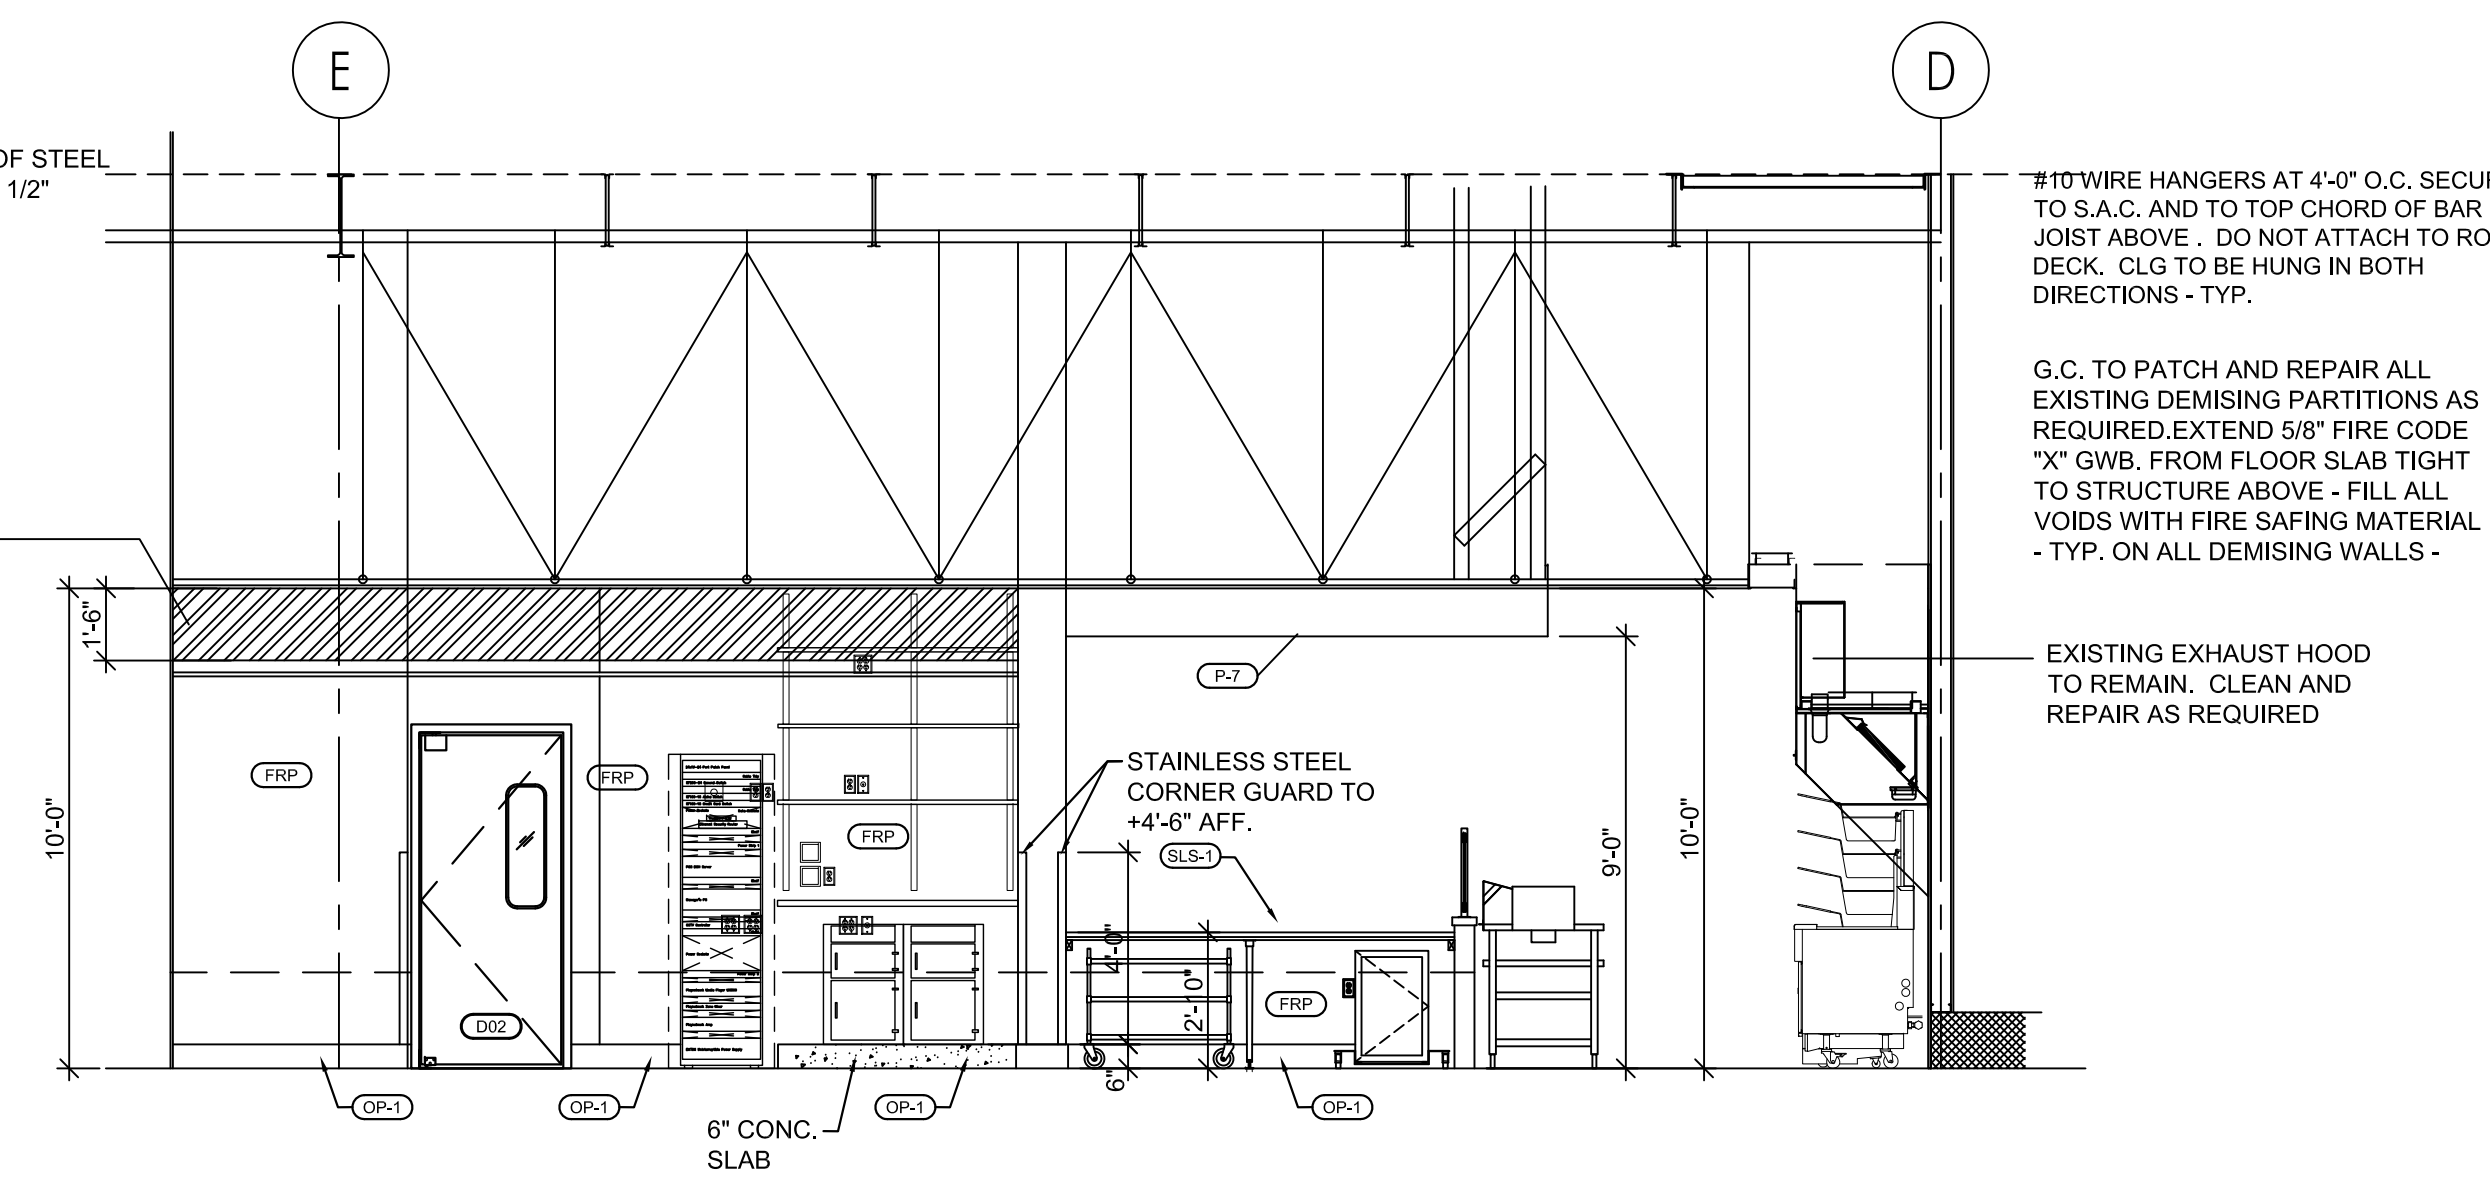 E
D
OF STEEL
1/2"
#10 WIRE HANGERS AT 4'-0" O.C.
TO S.A.C. AND TO TOP CHORD OF BAR
JOIST ABOVE . DO NOT ATTACH TO
DECK. CLG TO BE HUNG IN BOTH
DIRECTIONS - TYP.
G.C. TO PATCH AND REPAIR ALL
EXISTING DEMISING PARTITIONS AS
REQUIRED.EXTEND 5/8" FIRE CODE
"X" GWB. FROM FLOOR SLAB TIGHT
TO STRUCTURE ABOVE - FILL ALL
VOIDS WITH FIRE SAFING MATERIAL
- TYP. ON ALL DEMISING WALLS -
EXISTING EXHAUST HOOD
TO REMAIN. CLEAN AND
REPAIR AS REQUIRED
1'-6"
10'-0"
P-7
FRP
FRP
FRP
STAINLESS STEEL
CORNER GUARD TO
+4'-6" AFF.
SLS-1
9'-0"
10'-0"
4'-0"
2'-10"
6"
FRP
D02
OP-1
OP-1
OP-1
OP-1
6" CONC.
SLAB